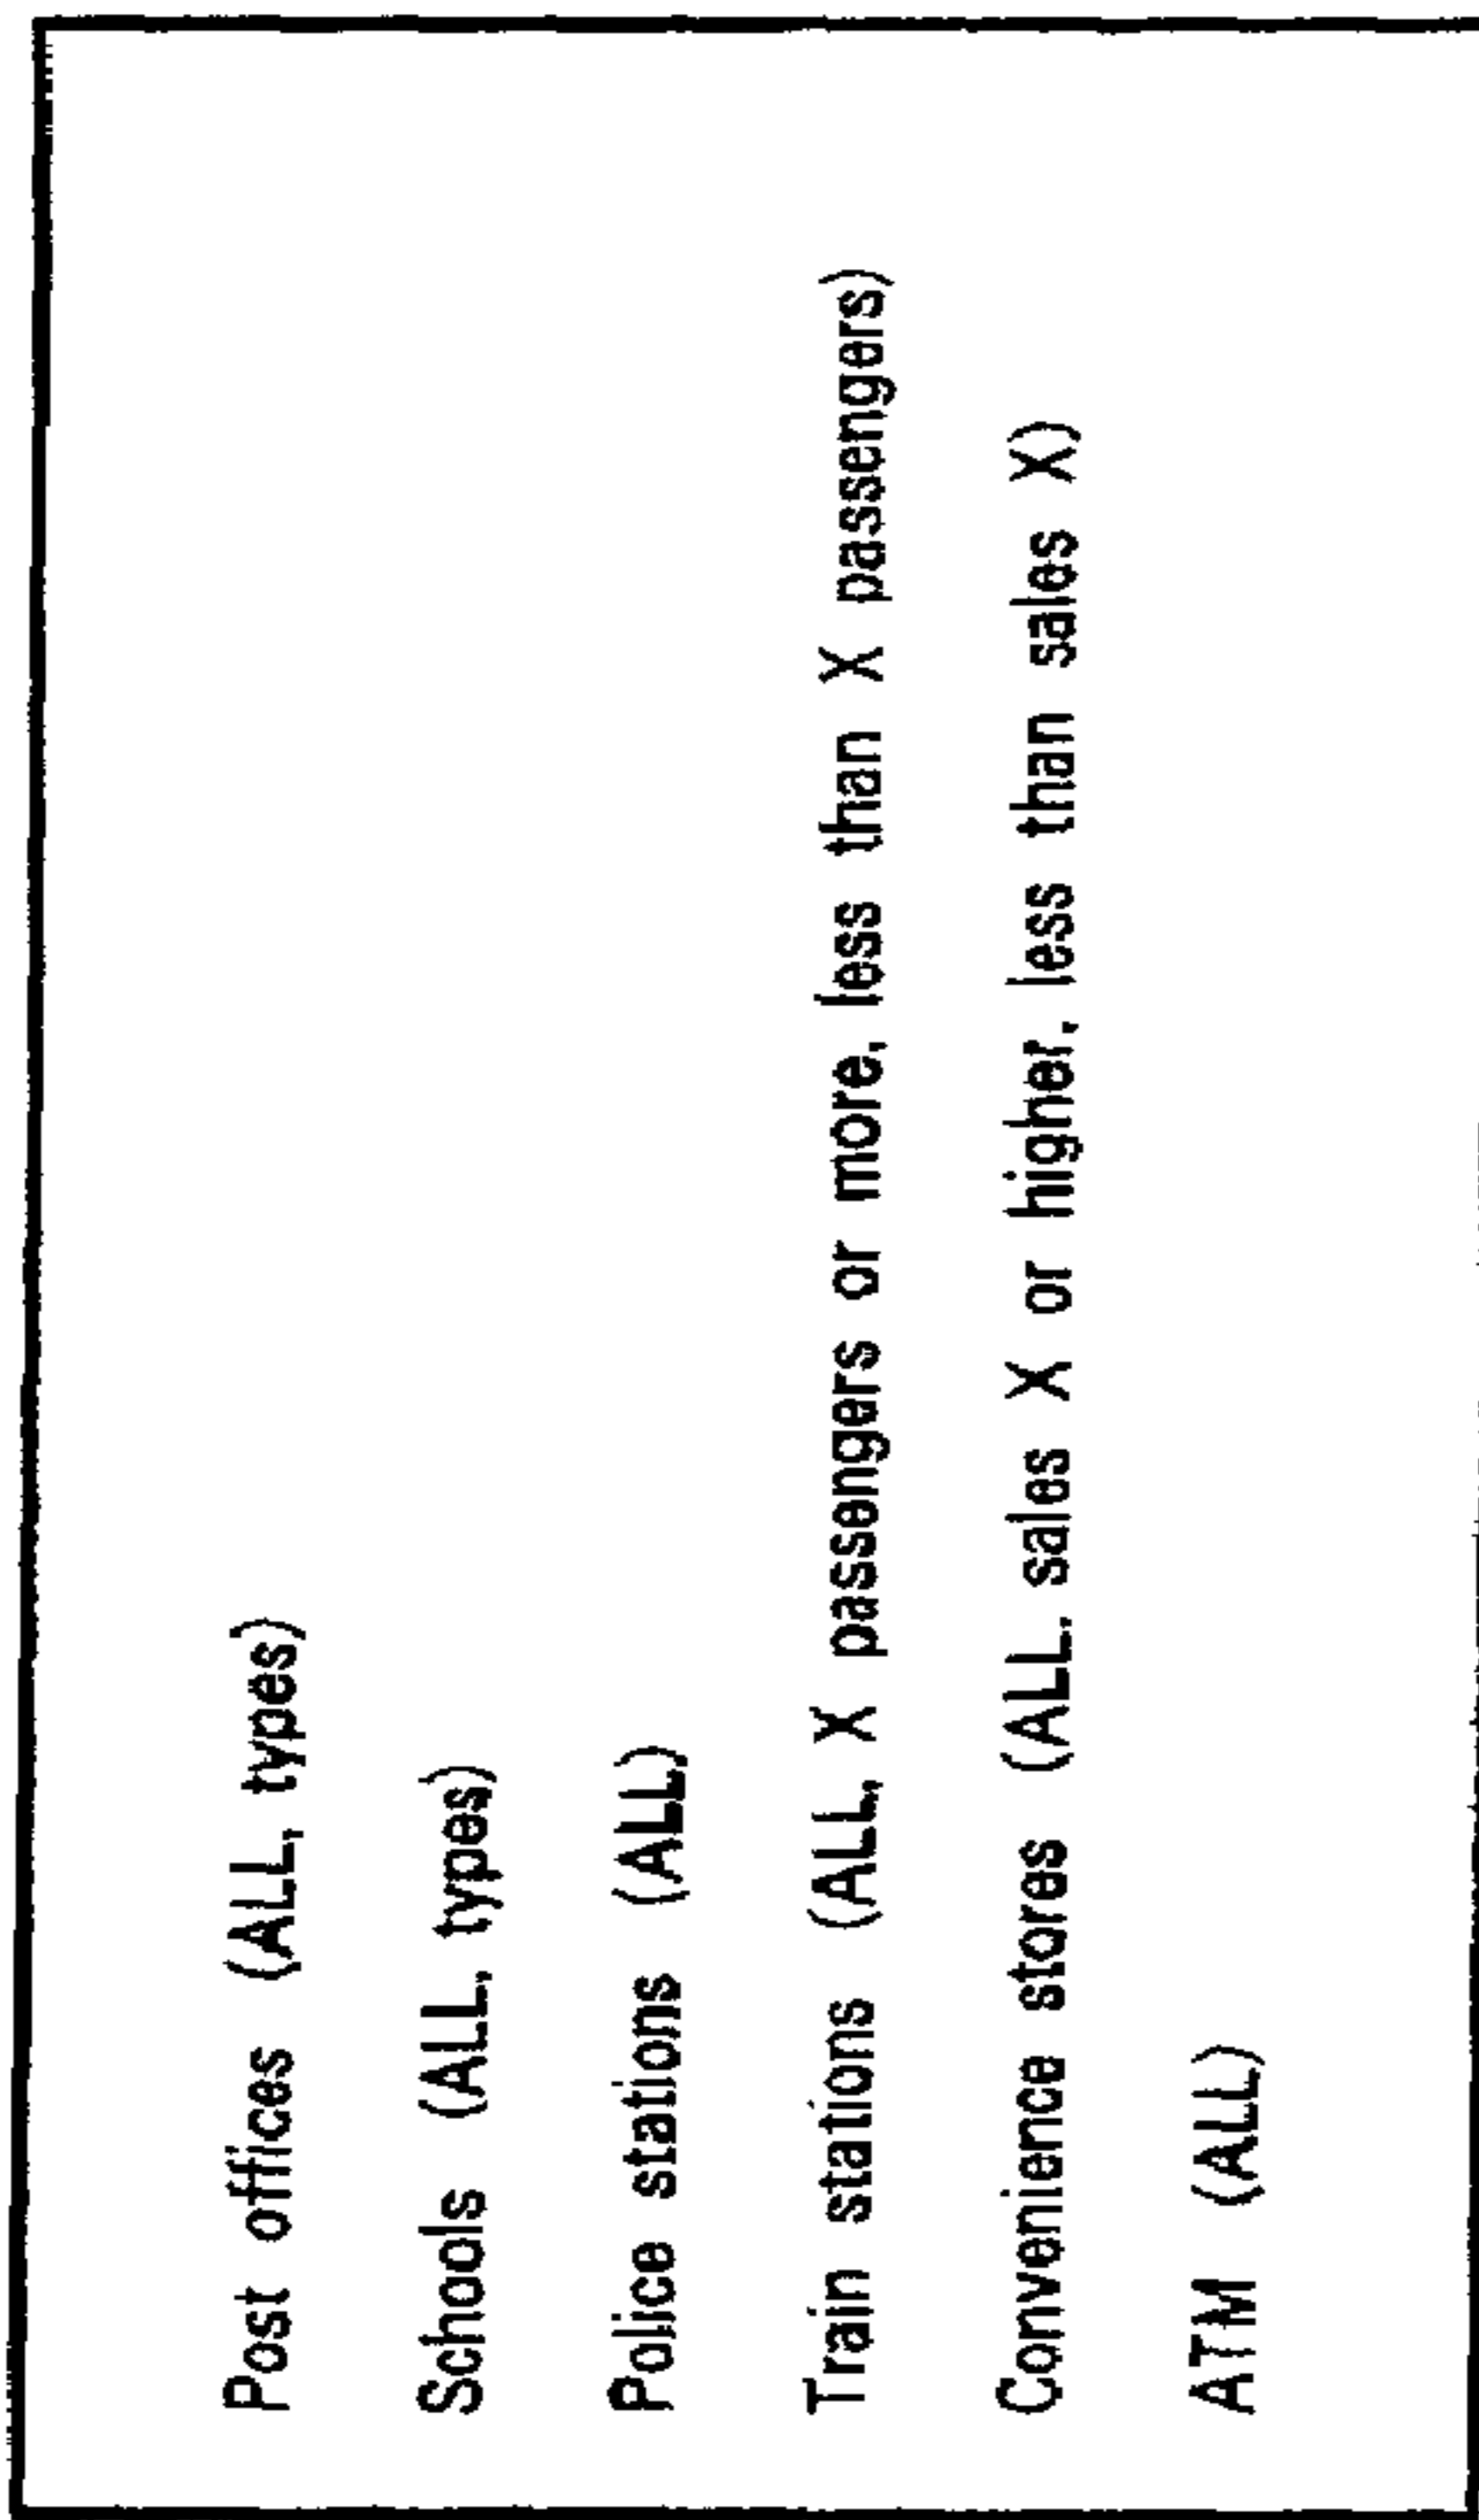 Post offices (ALL, types)
Schools (ALL, types)
Police stations (ALL)
Train stations (ALL, X passengers or more, less than X passengers)
Convenience stores (ALL, sales X or higher, less than sales X)
ATM (ALL)